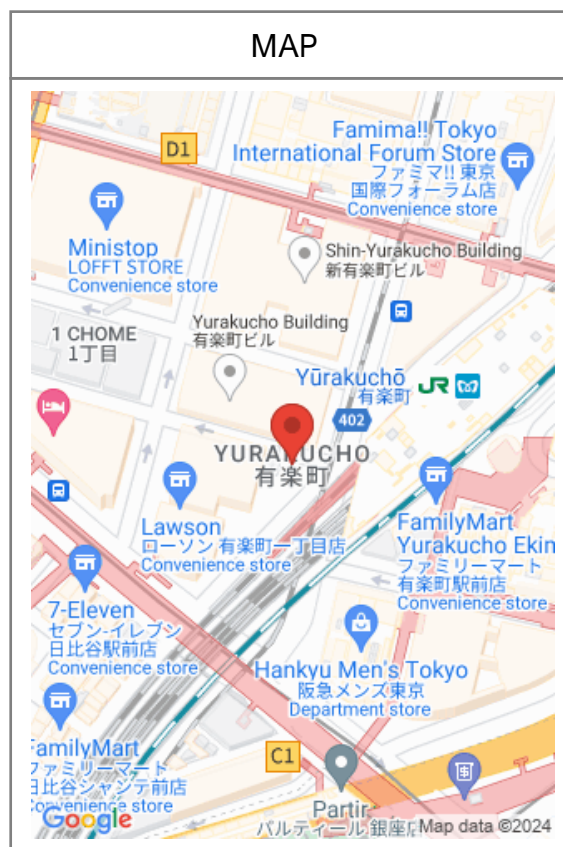 MAP
D1
Famima!! Tokyo
International Forum Store
ファミマ!! 東京
国際フォーラム店
Convenience store
Ministop
LOFFT STORE
Convenience store
Shin-Yurakucho Building
新有楽町ビル
1 CHOME
1丁目
Yurakucho Building
有楽町ビル
Yūrakuchō
有楽町
JR
402
YURAKUCHO
有楽町
Lawson
ローソン 有楽町一丁目店
Convenience store
FamilyMart
Yurakucho Ekin
ファミリーマート
有楽町駅前店
Convenience store
7-Eleven
セブン-イレブン
日比谷駅前店
Convenience store
Hankyu Men's Tokyo
阪急メンズ東京
Department store
FamilyMart
ファミリーマート
日比谷シャンテ前店
Convenience store
C1
Partir
パルティール 銀座店
Google
Map data ©2024